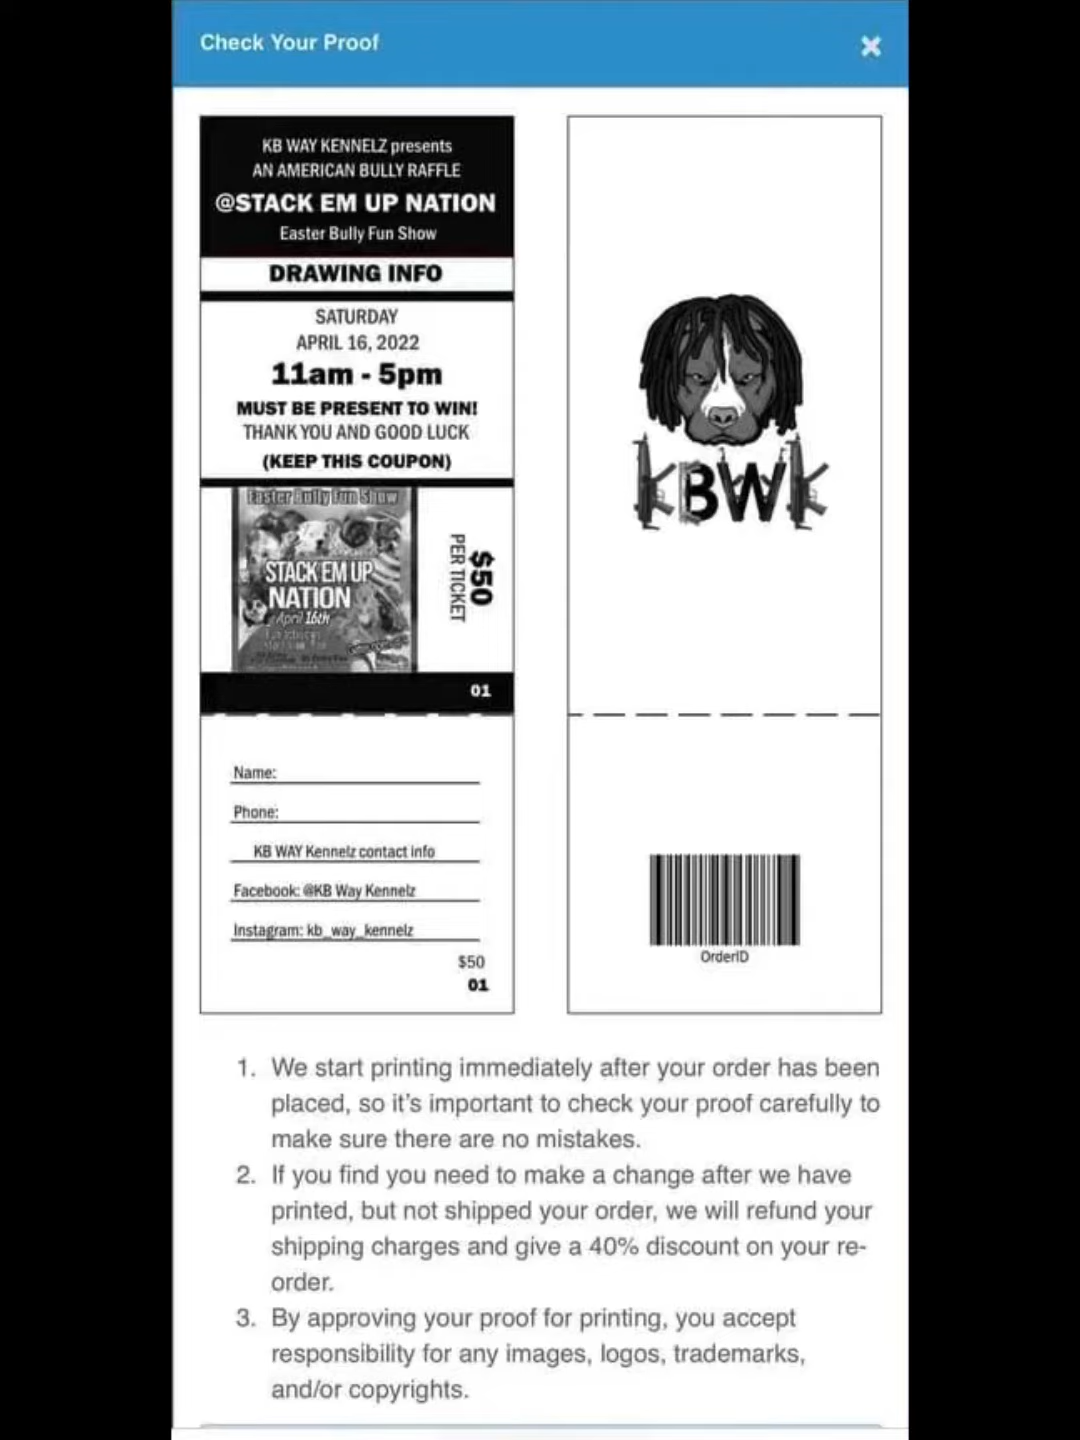 Check Your Proof
KB WAY KENNELZ presents
AN AMERICAN BULLY RAFFLE
@STACK EM UP NATION
Easter Bully Fun Show
DRAWING INFO
SATURDAY
APRIL 16, 2022
11am - 5pm
MUST BE PRESENT TO WIN!
THANK YOU AND GOOD LUCK
(KEEP THIS COUPON)
Easter Bully Fun Show
STACK EM UP
NATION
April 16th
$50
PER TICKET
01
Name:
Phone:
KB WAY Kennelz contact info
Facebook: @KB Way Kennelz
Instagram: kb_way_kennelz
$50
01
KBWK
OrderID
1. We start printing immediately after your order has been
placed, so it's important to check your proof carefully to
make sure there are no mistakes.
2. If you find you need to make a change after we have
printed, but not shipped your order, we will refund your
shipping charges and give a 40% discount on your re-
order.
3. By approving your proof for printing, you accept
responsibility for any images, logos, trademarks,
and/or copyrights.